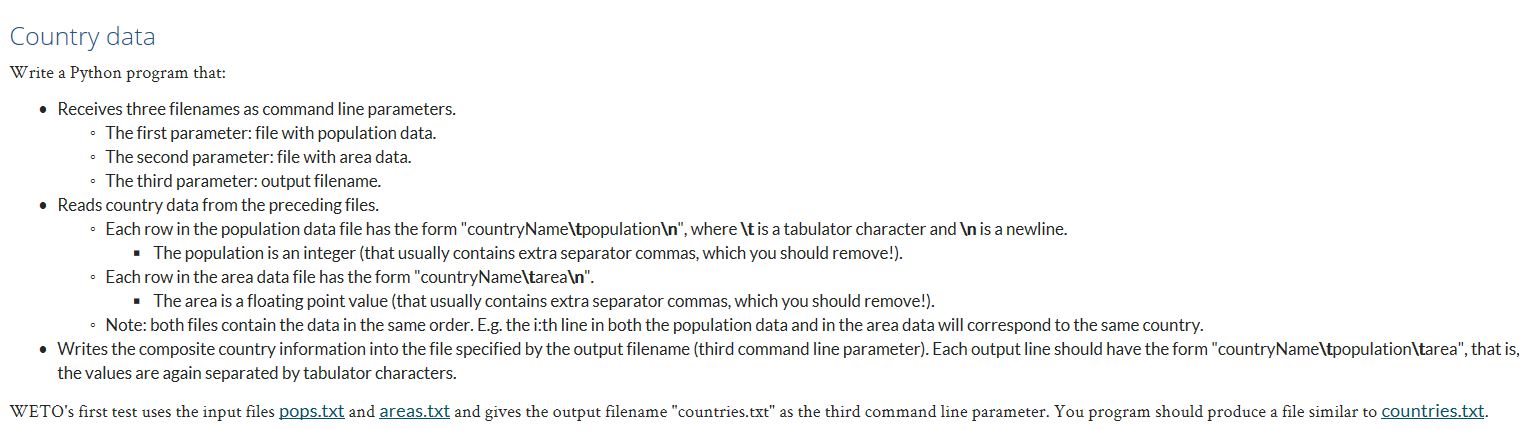 Country data
Write a Python program that:
• Receives three filenames as command line parameters.
◦ The first parameter: file with population data.
◦ The second parameter: file with area data.
◦ The third parameter: output filename.
• Reads country data from the preceding files.
◦ Each row in the population data file has the form "countryName\tpopulation\n", where \t is a tabulator character and \n is a newline.
▪ The population is an integer (that usually contains extra separator commas, which you should remove!).
◦ Each row in the area data file has the form "countryName\tarea\n".
▪ The area is a floating point value (that usually contains extra separator commas, which you should remove!).
◦ Note: both files contain the data in the same order. E.g. the i:th line in both the population data and in the area data will correspond to the same country.
• Writes the composite country information into the file specified by the output filename (third command line parameter). Each output line should have the form "countryName\tpopulation\tarea", that is,
the values are again separated by tabulator characters.
WETO's first test uses the input files pops.txt and areas.txt and gives the output filename "countries.txt" as the third command line parameter. You program should produce a file similar to countries.txt.